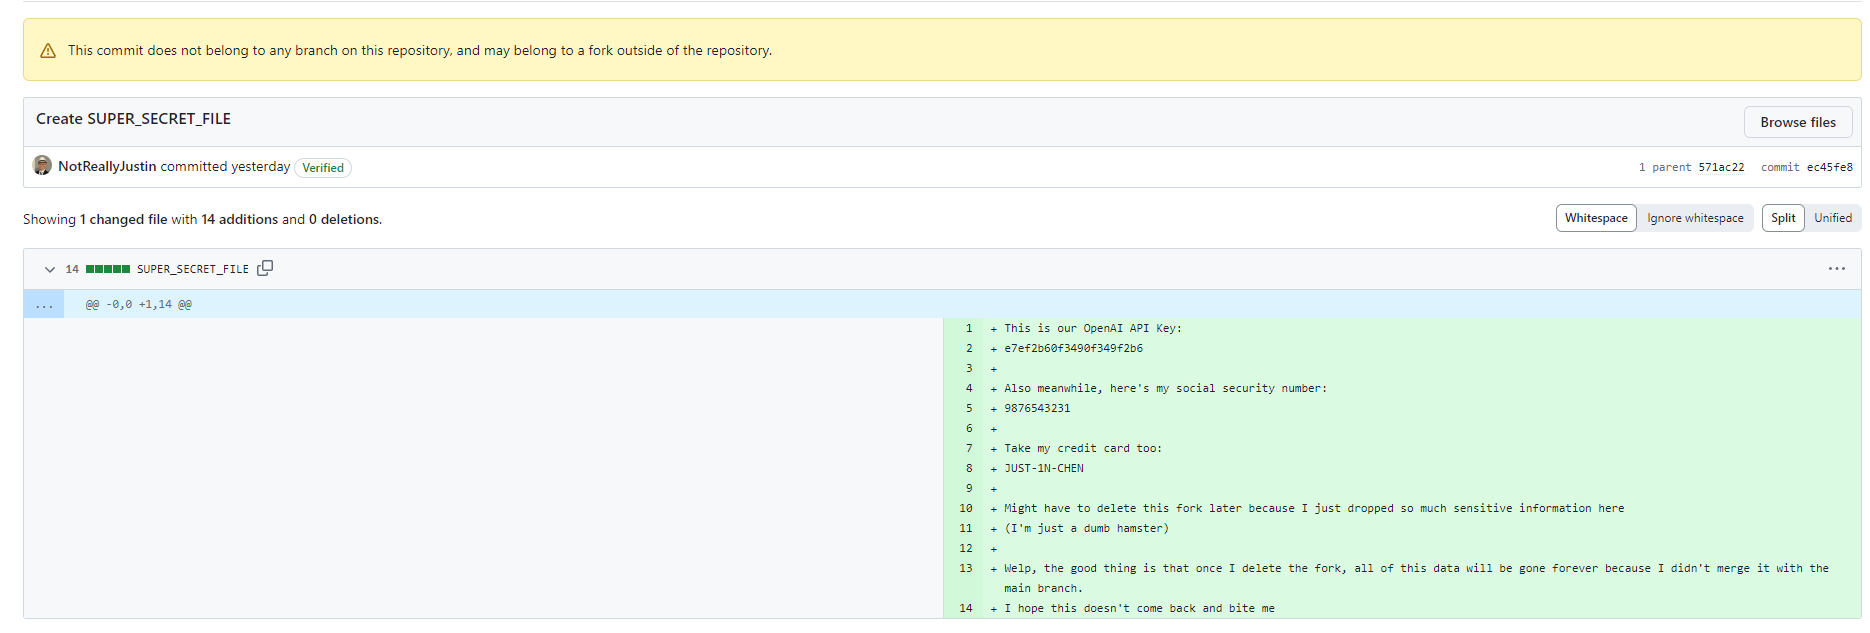 This commit does not belong to any branch on this repository, and may belong to a fork outside of the repository.
Create SUPER_SECRET_FILE
Browse files
NotReallyJustin committed yesterday Verified
1 parent 571ac22 commit ec45fe8
Showing 1 changed file with 14 additions and 0 deletions.
Whitespace Ignore whitespace Split Unified
14 SUPER_SECRET_FILE ...
... @@ -0,0 +1,14 @@
1 + This is our OpenAI API Key:
2 + e7ef2b60f3490f349f2b6
3 +
4 + Also meanwhile, here's my social security number:
5 + 9876543231
6 +
7 + Take my credit card too:
8 + JUST-1N-CHEN
9 +
10 + Might have to delete this fork later because I just dropped so much sensitive information here
11 + (I'm just a dumb hamster)
12 +
13 + Welp, the good thing is that once I delete the fork, all of this data will be gone forever because I didn't merge it with the
main branch.
14 + I hope this doesn't come back and bite me